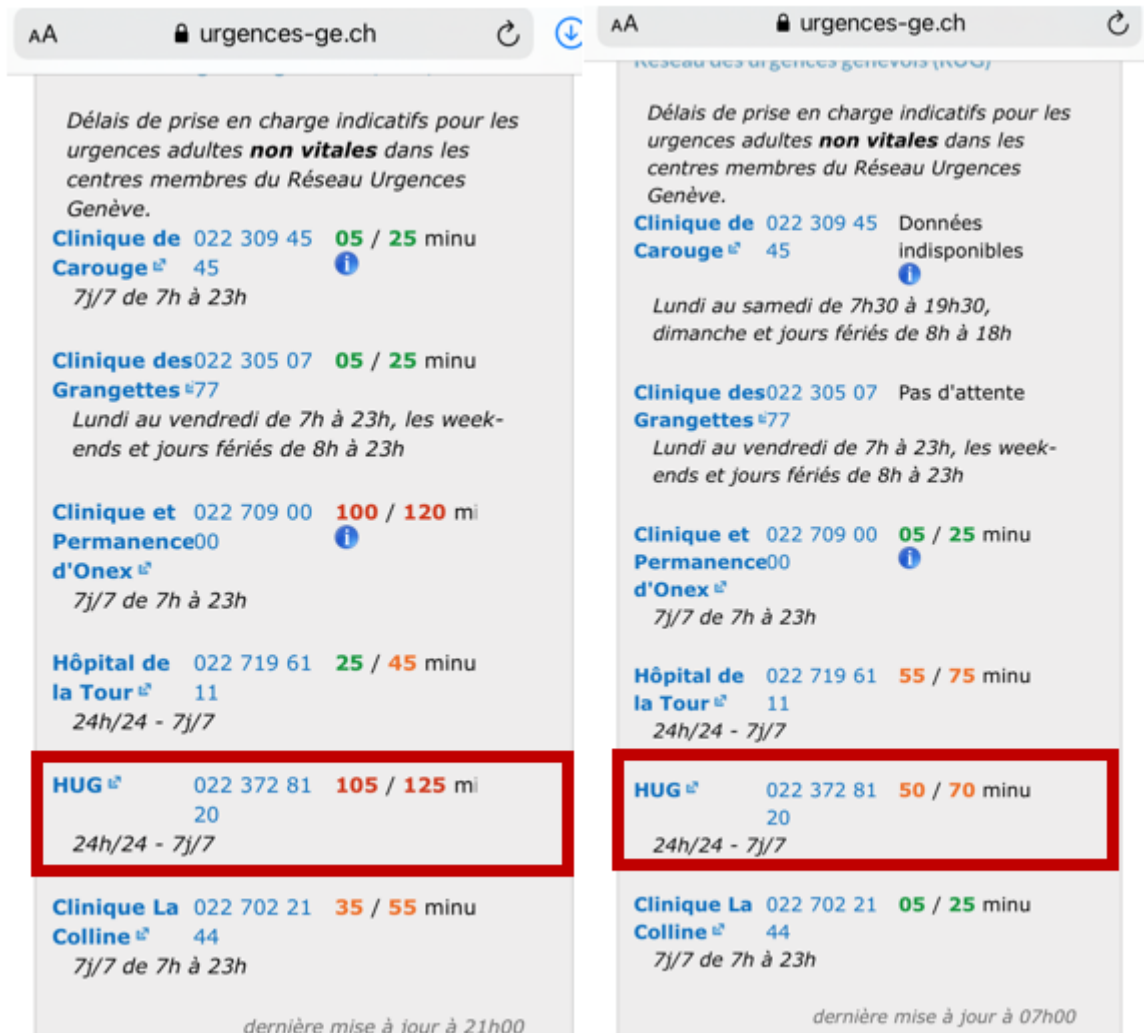 AA urgences-ge.ch
Délais de prise en charge indicatifs pour les
urgences adultes non vitales dans les
centres membres du Réseau Urgences
Genève.
Clinique de 022 309 45 05 / 25 minu
Carouge 45
7j/7 de 7h à 23h
Clinique des 022 305 07 05 / 25 minu
Grangettes 77
Lundi au vendredi de 7h à 23h, les week-
ends et jours fériés de 8h à 23h
Clinique et 022 709 00 100 / 120 mi
Permanence 00
d'Onex
7j/7 de 7h à 23h
Hôpital de 022 719 61 25 / 45 minu
la Tour 11
24h/24 - 7j/7
HUG 022 372 81 105 / 125 mi
20
24h/24 - 7j/7
Clinique La 022 702 21 35 / 55 minu
Colline 44
7j/7 de 7h à 23h
dernière mise à jour à 21h00
AA urgences-ge.ch
Réseau des urgences genevois (RUG)
Délais de prise en charge indicatifs pour les
urgences adultes non vitales dans les
centres membres du Réseau Urgences
Genève.
Clinique de 022 309 45 Données
Carouge 45 indisponibles
Lundi au samedi de 7h30 à 19h30,
dimanche et jours fériés de 8h à 18h
Clinique des 022 305 07 Pas d'attente
Grangettes 77
Lundi au vendredi de 7h à 23h, les week-
ends et jours fériés de 8h à 23h
Clinique et 022 709 00 05 / 25 minu
Permanence 00
d'Onex
7j/7 de 7h à 23h
Hôpital de 022 719 61 55 / 75 minu
la Tour 11
24h/24 - 7j/7
HUG 022 372 81 50 / 70 minu
20
24h/24 - 7j/7
Clinique La 022 702 21 05 / 25 minu
Colline 44
7j/7 de 7h à 23h
dernière mise à jour à 07h00